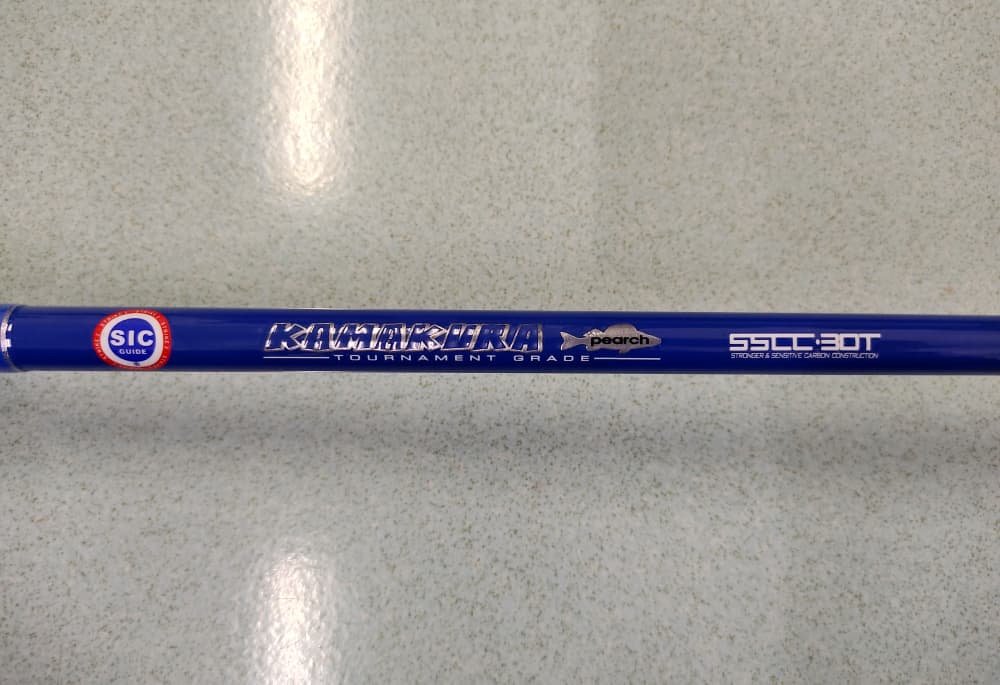 SIC
GUIDE
KAMAKURA
TOURNAMENT GRADE
pearch
SSCC·30T
STRONGER & SENSITIVE CARBON CONSTRUCTION